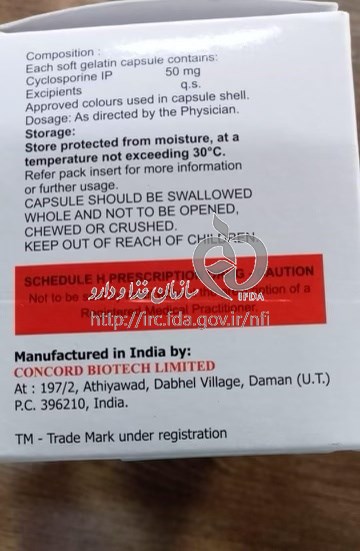 Composition :
Each soft gelatin capsule contains:
Cyclosporine IP 50 mg
Excipients q.s.
Approved colours used in capsule shell.
Dosage: As directed by the Physician.
Storage:
Store protected from moisture, at a
temperature not exceeding 30°C.
Refer pack insert for more information
or further usage.
CAPSULE SHOULD BE SWALLOWED
WHOLE AND NOT TO BE OPENED,
CHEWED OR CRUSHED.
KEEP OUT OF REACH OF CHILDREN
SCHEDULE H PRESCRIPTION DRUG - CAUTION
سازمان غذا و دارو
IFDA
Not to be of a
Registered Medical Practitioner.
http://irc.fda.gov.ir/nfi
Manufactured in India by:
CONCORD BIOTECH LIMITED
At : 197/2, Athiyawad, Dabhel Village, Daman (U.T.)
P.C. 396210, India.
TM - Trade Mark under registration